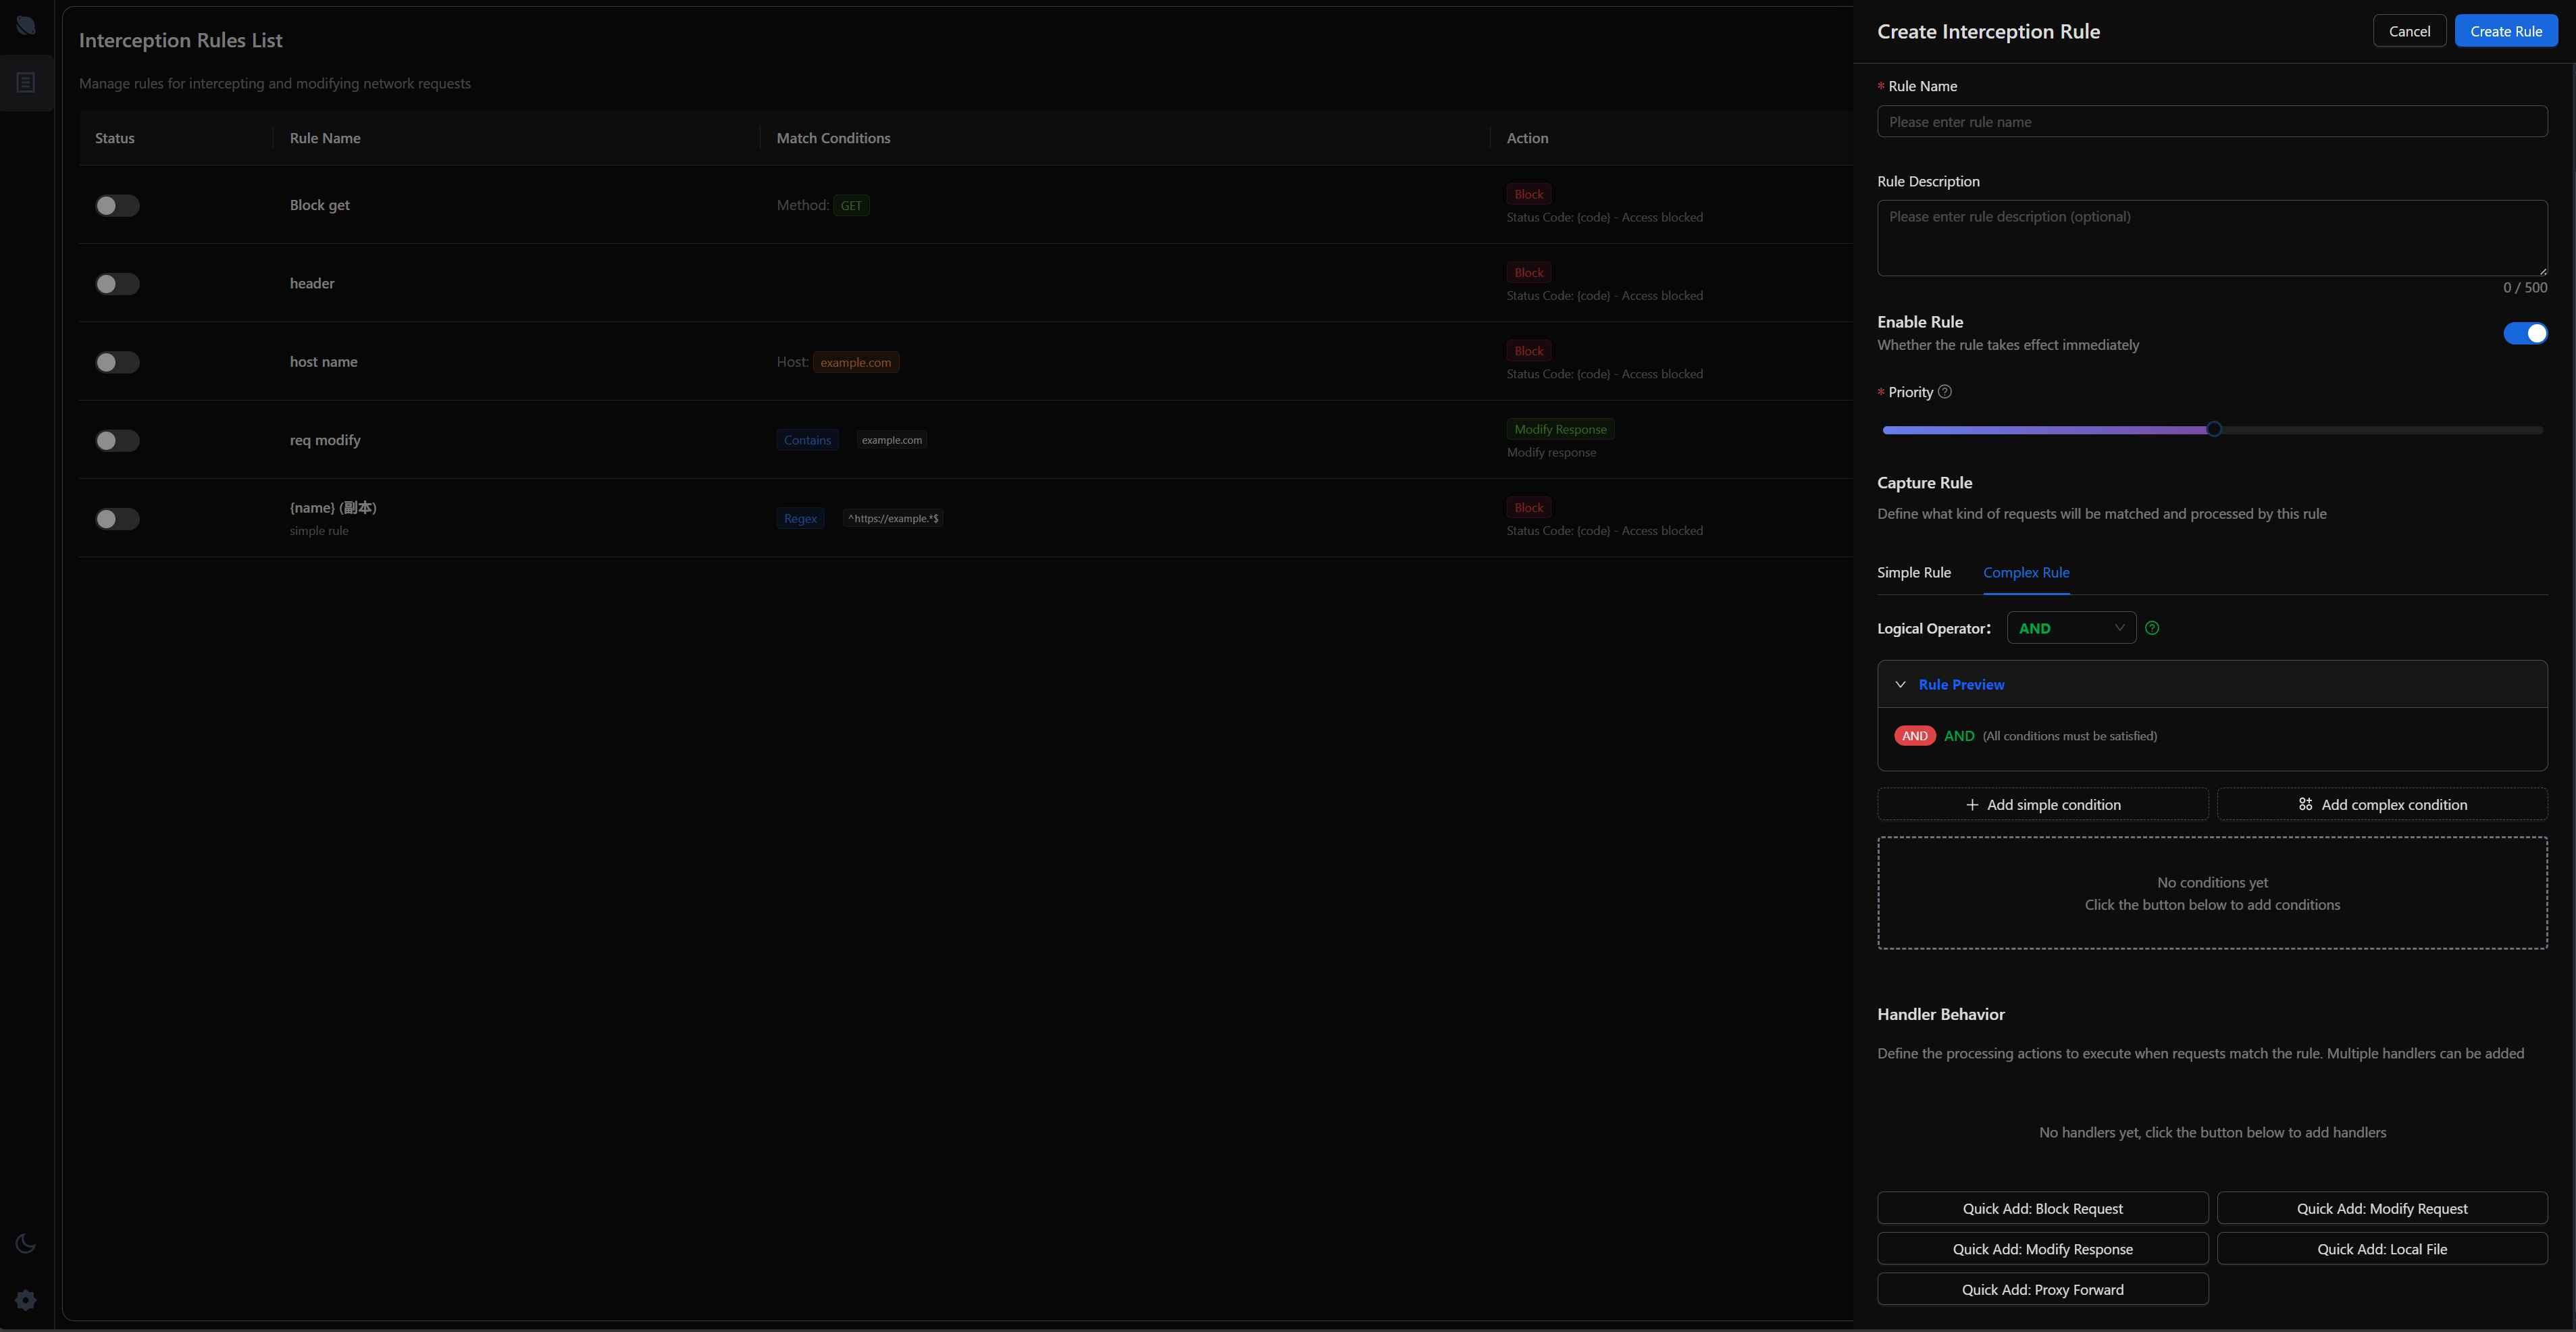 Interception Rules List
Manage rules for intercepting and modifying network requests
Status Rule Name Match Conditions Action
Block get Method: GET Block
Status Code: {code} - Access blocked
header Block
Status Code: {code} - Access blocked
host name Host: example.com Block
Status Code: {code} - Access blocked
req modify Contains example.com Modify Response
Modify response
{name} (副本) Regex ^https://example.*$ Block
simple rule Status Code: {code} - Access blocked
Create Interception Rule Cancel Create Rule
* Rule Name
Please enter rule name
Rule Description
Please enter rule description (optional)
0 / 500
Enable Rule
Whether the rule takes effect immediately
* Priority
Capture Rule
Define what kind of requests will be matched and processed by this rule
Simple Rule Complex Rule
Logical Operator： AND
Rule Preview
AND AND (All conditions must be satisfied)
Add simple condition Add complex condition
No conditions yet
Click the button below to add conditions
Handler Behavior
Define the processing actions to execute when requests match the rule. Multiple handlers can be added
No handlers yet, click the button below to add handlers
Quick Add: Block Request Quick Add: Modify Request
Quick Add: Modify Response Quick Add: Local File
Quick Add: Proxy Forward